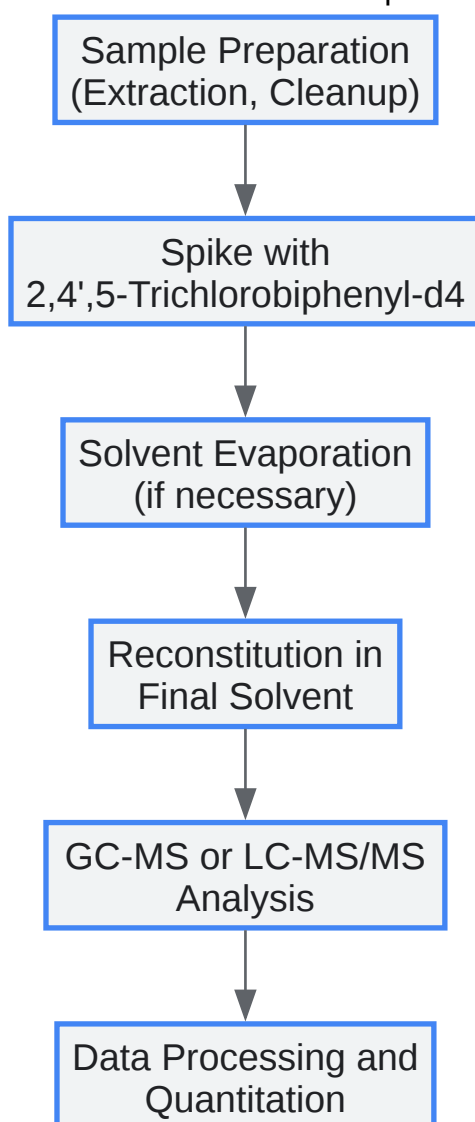 Sample Preparation
(Extraction, Cleanup)
Spike with
2,4',5-Trichlorobiphenyl-d4
Solvent Evaporation
(if necessary)
Reconstitution in
Final Solvent
GC-MS or LC-MS/MS
Analysis
Data Processing and
Quantitation